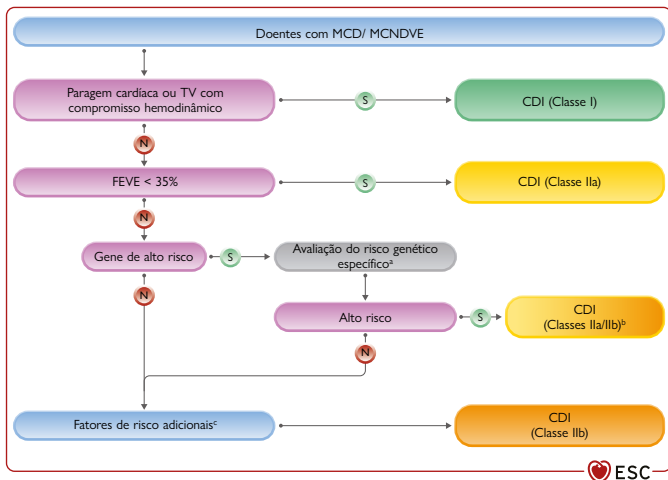 Doentes com MCD/ MCNDVE
Paragem cardíaca ou TV com
compromisso hemodinâmico
S
CDI (Classe I)
N
FEVE < 35%
S
CDI (Classe IIa)
N
Gene de alto risco
S
Avaliação do risco genético
específicoᵃ
N
Alto risco
S
CDI
(Classes IIa/IIb)ᵇ
N
Fatores de risco adicionaisᶜ
CDI
(Classe IIb)
ESC